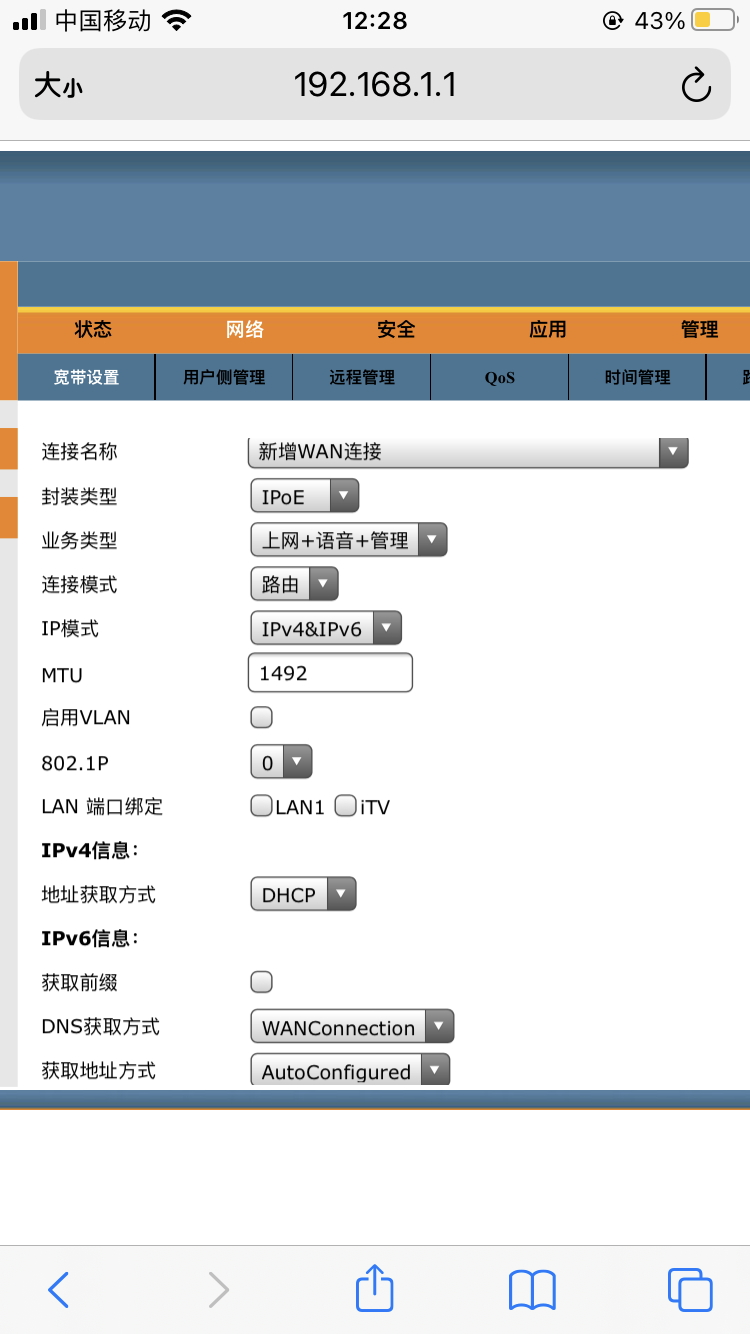 中国移动 12:28 43%
大小 192.168.1.1
状态 网络 安全 应用 管理
宽带设置 用户侧管理 远程管理 QoS 时间管理
连接名称 新增WAN连接
封装类型 IPoE
业务类型 上网+语音+管理
连接模式 路由
IP模式 IPv4&IPv6
MTU 1492
启用VLAN
802.1P 0
LAN 端口绑定 LAN1 iTV
IPv4信息:
地址获取方式 DHCP
IPv6信息:
获取前缀
DNS获取方式 WANConnection
获取地址方式 AutoConfigured